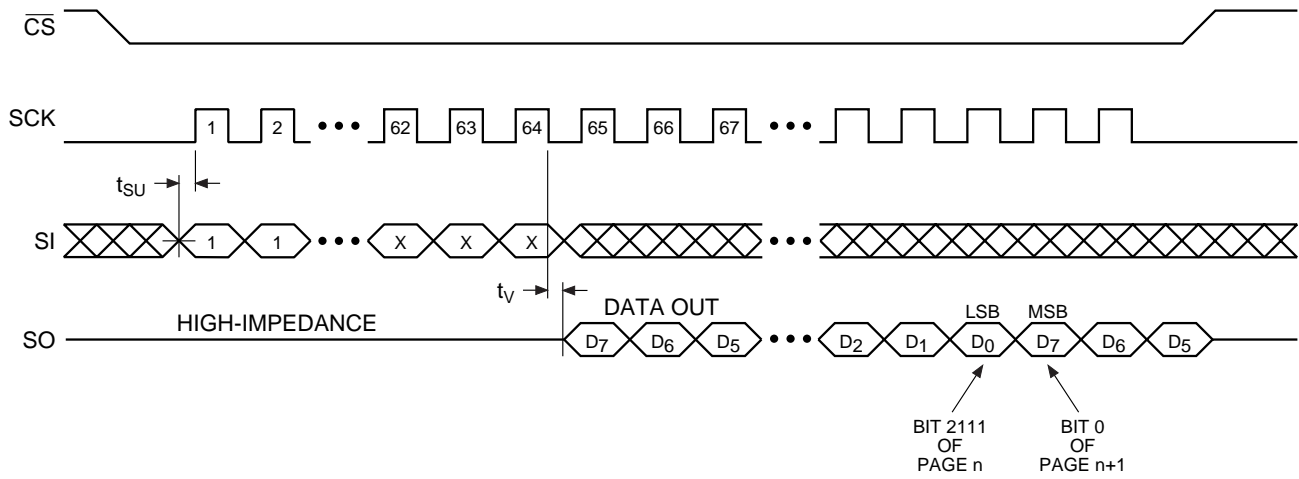 CS
SCK 1 2 ••• 62 63 64 65 66 67 •••
tSU
SI 1 1 ••• X X X •••
tV
HIGH-IMPEDANCE DATA OUT LSB MSB
SO D7 D6 D5 ••• D2 D1 D0 D7 D6 D5
BIT 2111
OF
PAGE n
BIT 0
OF
PAGE n+1